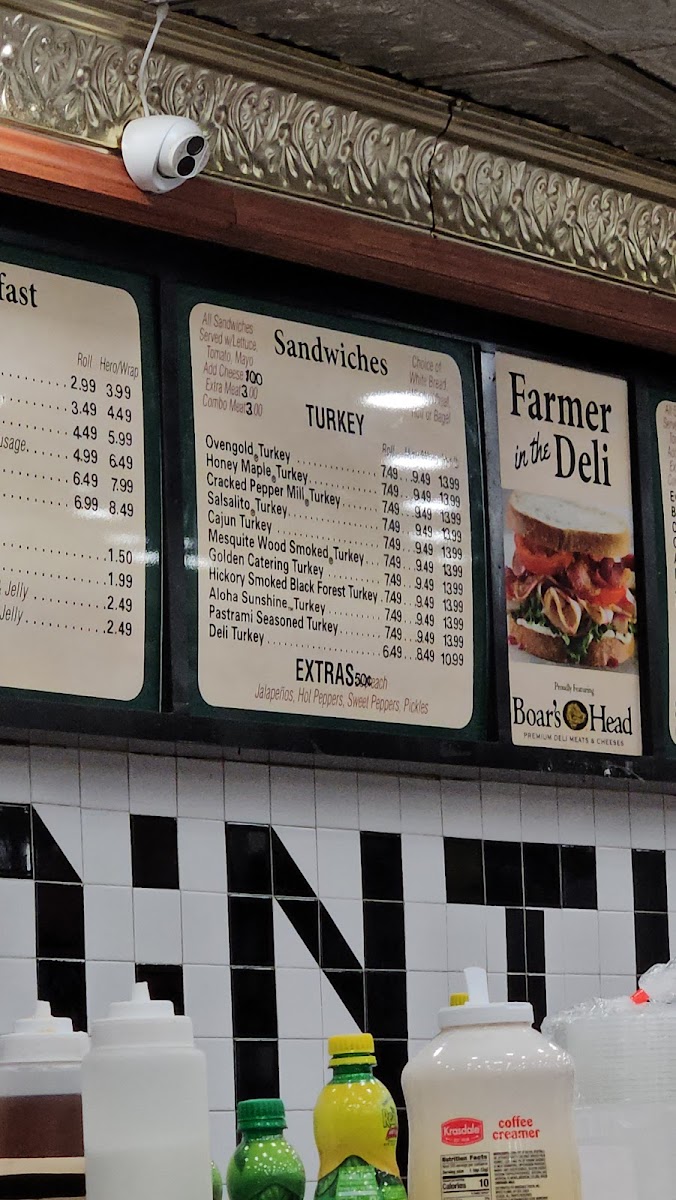 fast
Roll Hero/Wrap
2.99 3.99
3.49 4.49
4.49 5.99
usage 4.99 6.49
6.49 7.99
6.99 8.49
1.50
1.99
Jelly 2.49
Jelly 2.49
All Sandwiches
Served w/Lettuce
Tomato, Mayo
Add Cheese 1.00
Extra Meat 3.00
Combo Meat 3.00
Sandwiches
Choice of
White Bread
Roll or Bagel
TURKEY
Roll
Ovengold® Turkey 7.49 9.49 13.99
Honey Maple® Turkey 7.49 9.49 13.99
Cracked Pepper Mill® Turkey 7.49 9.49 13.99
Salsalito® Turkey 7.49 9.49 13.99
Cajun Turkey 7.49 9.49 13.99
Mesquite Wood Smoked® Turkey 7.49 9.49 13.99
Golden Catering Turkey 7.49 9.49 13.99
Hickory Smoked Black Forest Turkey 7.49 9.49 13.99
Aloha Sunshine™ Turkey 7.49 9.49 13.99
Pastrami Seasoned Turkey 7.49 9.49 13.99
Deli Turkey 6.49 8.49 10.99
EXTRAS 50¢ each
Jalapeños, Hot Peppers, Sweet Peppers, Pickles
Farmer
in the Deli
Proudly Featuring
Boar's Head
PREMIUM DELI MEATS & CHEESES
Krasdale
coffee
creamer
Nutrition Facts
Calories 10